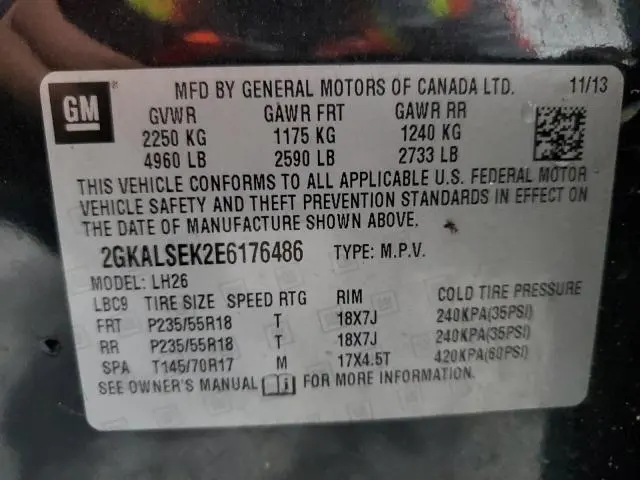 GM
MFD BY GENERAL MOTORS OF CANADA LTD. 11/13
GVWR GAWR FRT GAWR RR
2250 KG 1175 KG 1240 KG
4960 LB 2590 LB 2733 LB
THIS VEHICLE CONFORMS TO ALL APPLICABLE U.S. FEDERAL MOTOR
VEHICLE SAFETY AND THEFT PREVENTION STANDARDS IN EFFECT ON
THE DATE OF MANUFACTURE SHOWN ABOVE.
2GKALSEK2E6176486 TYPE: M.P.V.
MODEL: LH26
LBC9 TIRE SIZE SPEED RTG RIM COLD TIRE PRESSURE
FRT P235/55R18 T 18X7J 240KPA(35PSI)
RR P235/55R18 T 18X7J 240KPA(35PSI)
SPA T145/70R17 M 17X4.5T 420KPA(60PSI)
SEE OWNER'S MANUAL FOR MORE INFORMATION.